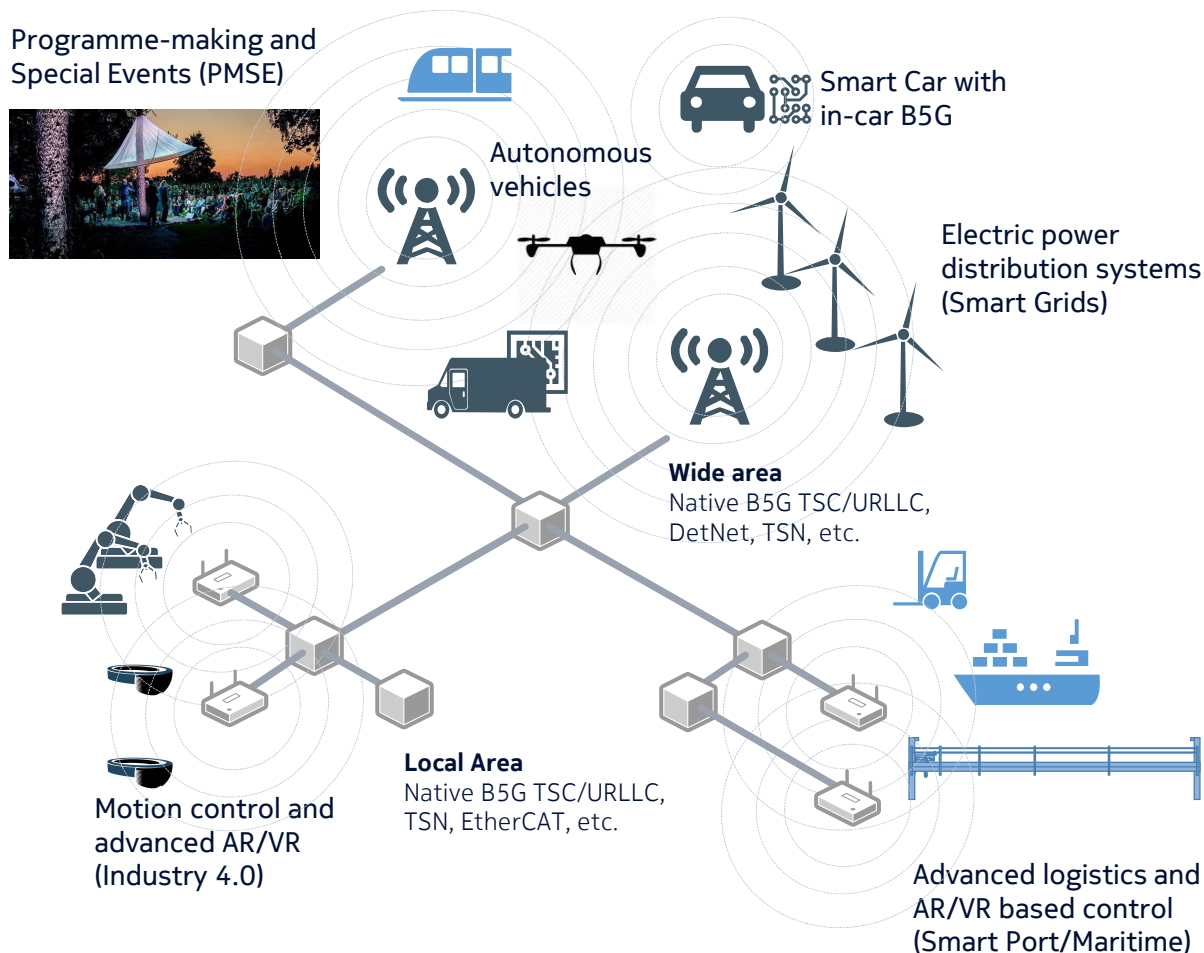 Programme-making and
Special Events (PMSE)
Smart Car with
in-car B5G
Autonomous
vehicles
Electric power
distribution systems
(Smart Grids)
Wide area
Native B5G TSC/URLLC,
DetNet, TSN, etc.
Local Area
Native B5G TSC/URLLC,
TSN, EtherCAT, etc.
Motion control and
advanced AR/VR
(Industry 4.0)
Advanced logistics and
AR/VR based control
(Smart Port/Maritime)